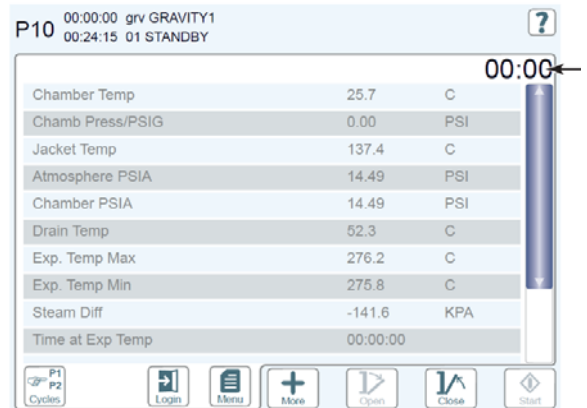 P10 00:00:00 grv GRAVITY1
00:24:15 01 STANDBY
?
00:00
Chamber Temp 25.7 C
Chamb Press/PSIG 0.00 PSI
Jacket Temp 137.4 C
Atmosphere PSIA 14.49 PSI
Chamber PSIA 14.49 PSI
Drain Temp 52.3 C
Exp. Temp Max 276.2 C
Exp. Temp Min 275.8 C
Steam Diff -141.6 KPA
Time at Exp Temp 00:00:00
P1
P2
Cycles Login Menu More Open Close Start